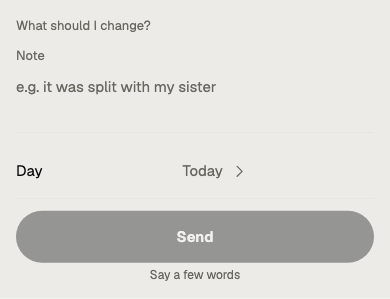 What should I change?
Note
e.g. it was split with my sister
Day Today
Send
Say a few words